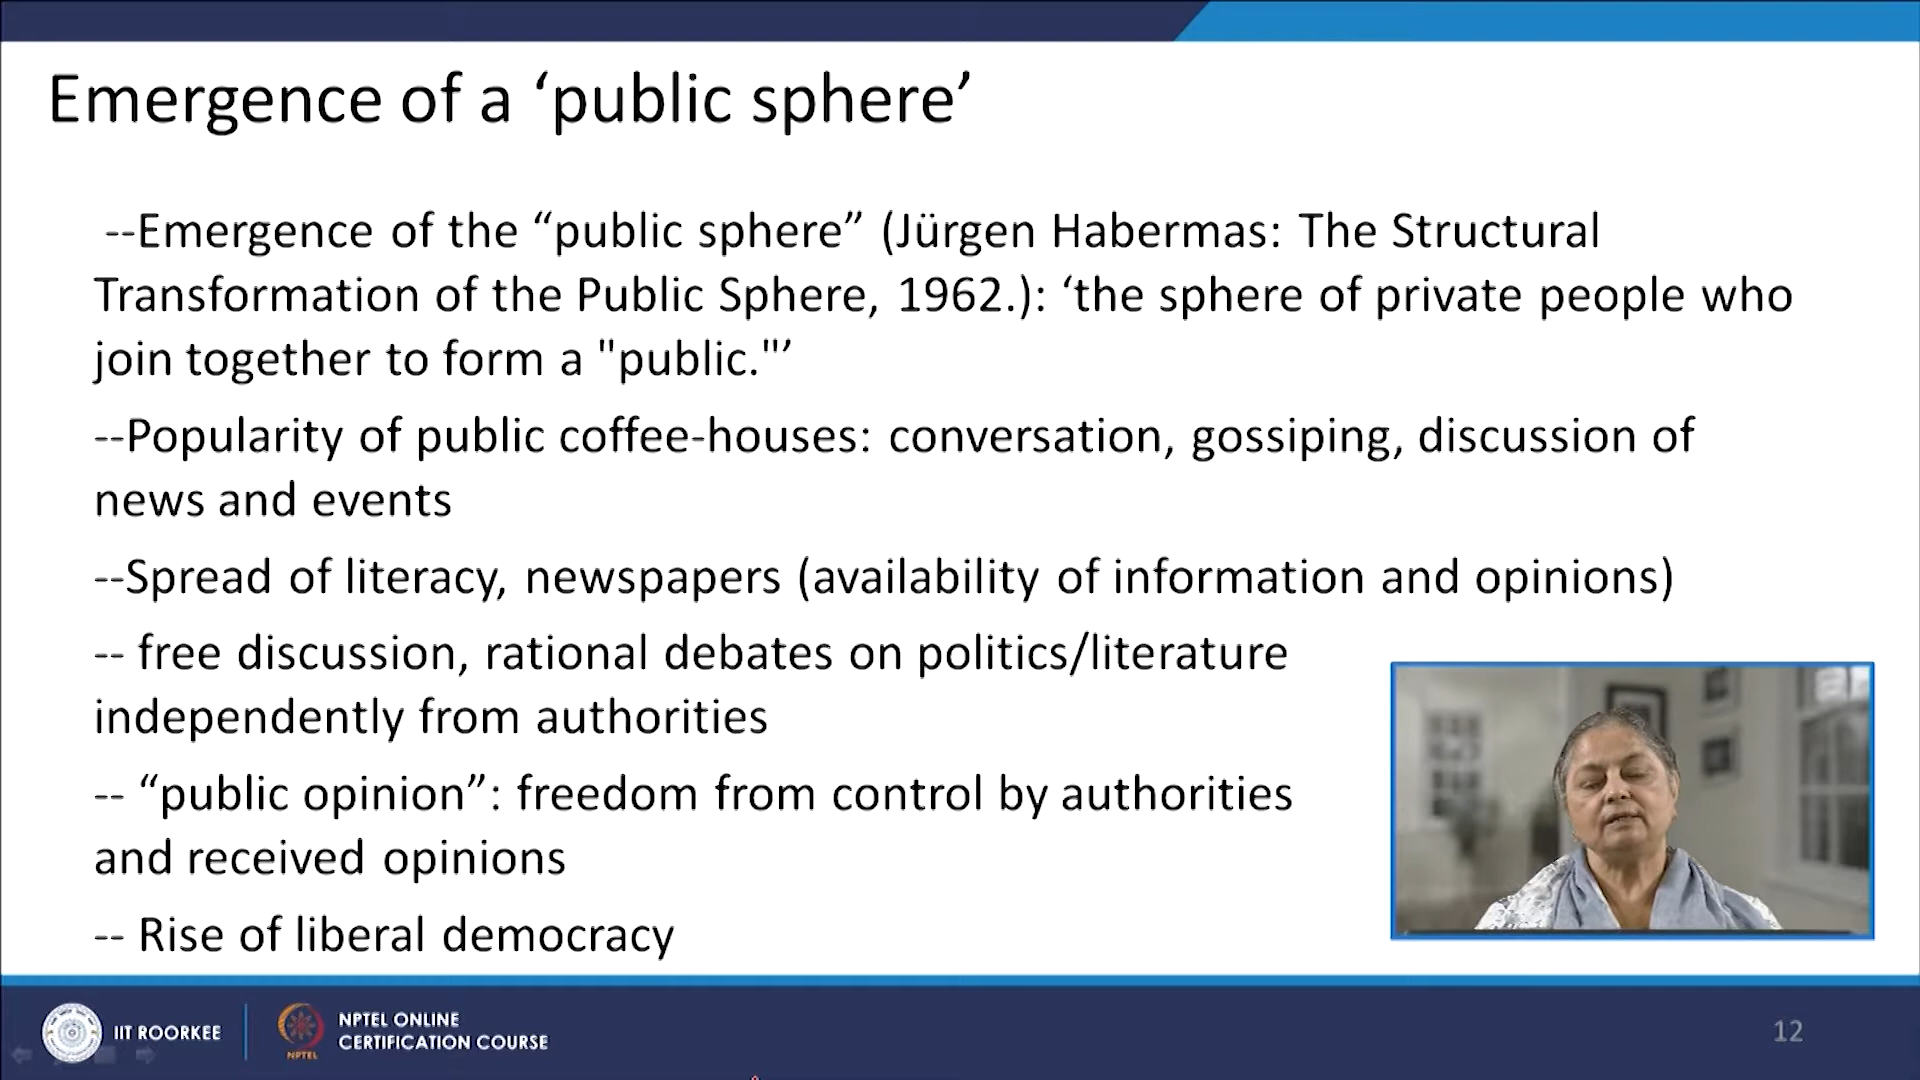 Emergence of a ‘public sphere’
--Emergence of the “public sphere” (Jürgen Habermas: The Structural
Transformation of the Public Sphere, 1962.): ‘the sphere of private people who
join together to form a "public."’
--Popularity of public coffee-houses: conversation, gossiping, discussion of
news and events
--Spread of literacy, newspapers (availability of information and opinions)
-- free discussion, rational debates on politics/literature
independently from authorities
-- “public opinion”: freedom from control by authorities
and received opinions
-- Rise of liberal democracy
IIT ROORKEE
NPTEL
NPTEL ONLINE
CERTIFICATION COURSE
12